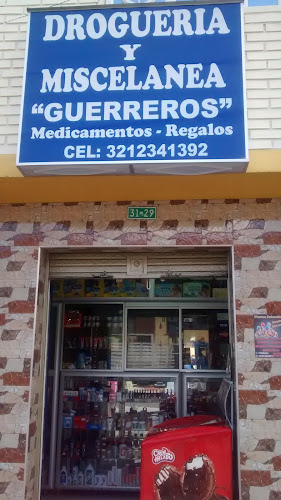 DROGUERIA
Y
MISCELANEA
“GUERREROS”
Medicamentos - Regalos
CEL: 3212341392
31-29